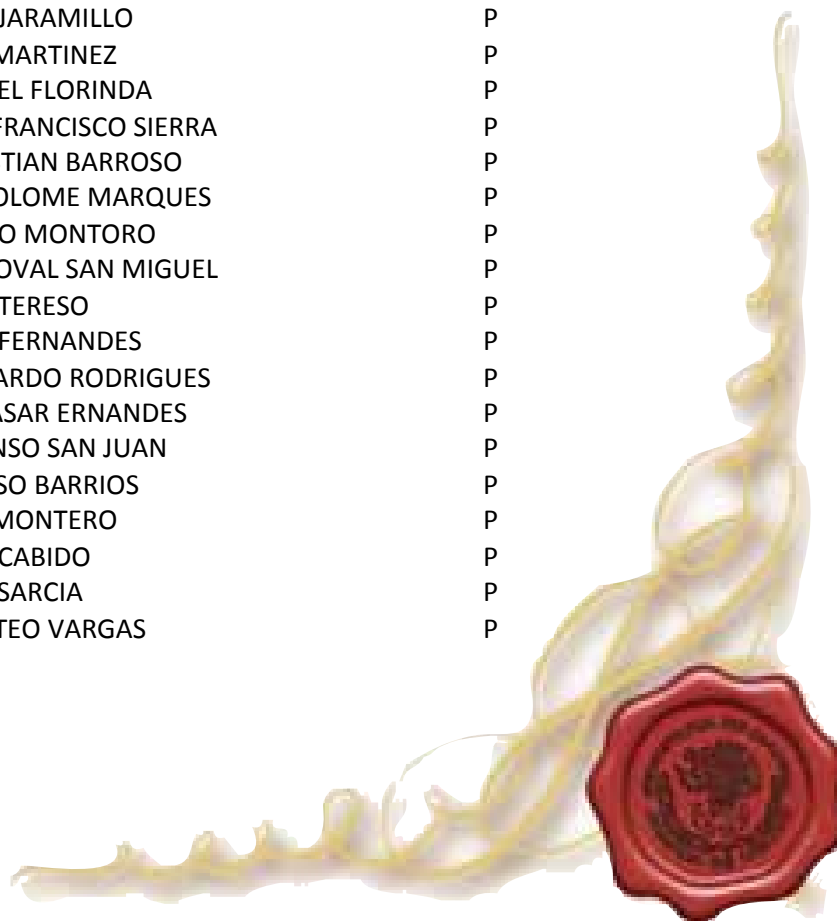 JARAMILLO P
MARTINEZ P
EL FLORINDA P
FRANCISCO SIERRA P
TIAN BARROSO P
OLOME MARQUES P
O MONTORO P
OVAL SAN MIGUEL P
TERESO P
FERNANDES P
ARDO RODRIGUES P
ASAR ERNANDES P
NSO SAN JUAN P
SO BARRIOS P
MONTERO P
CABIDO P
SARCIA P
TEO VARGAS P